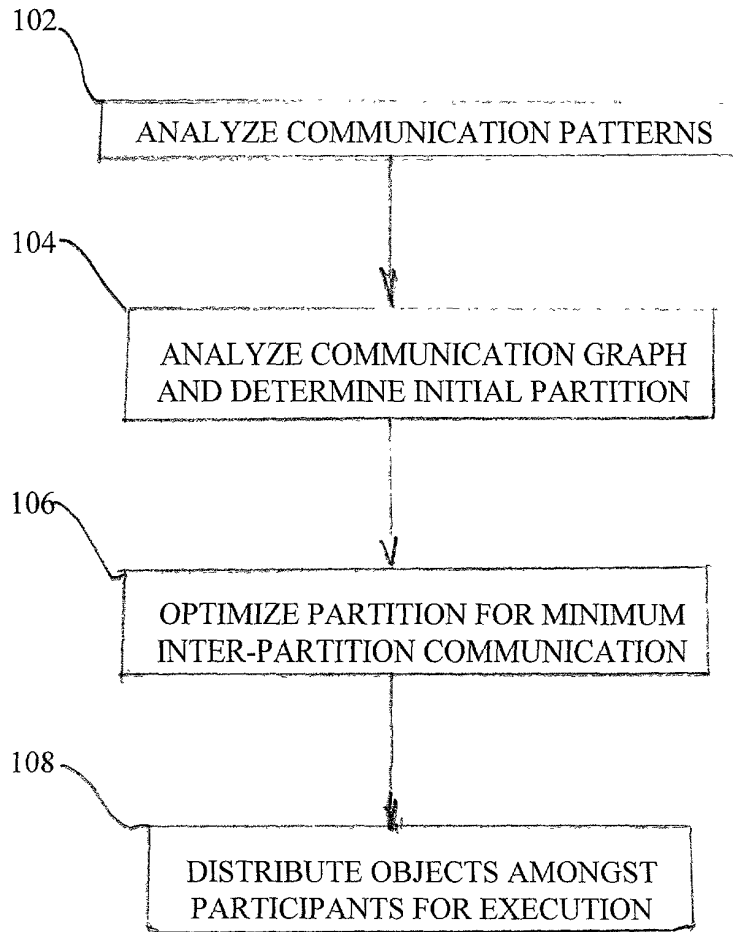 102
ANALYZE COMMUNICATION PATTERNS
104
ANALYZE COMMUNICATION GRAPH
AND DETERMINE INITIAL PARTITION
106
OPTIMIZE PARTITION FOR MINIMUM
INTER-PARTITION COMMUNICATION
108
DISTRIBUTE OBJECTS AMONGST
PARTICIPANTS FOR EXECUTION